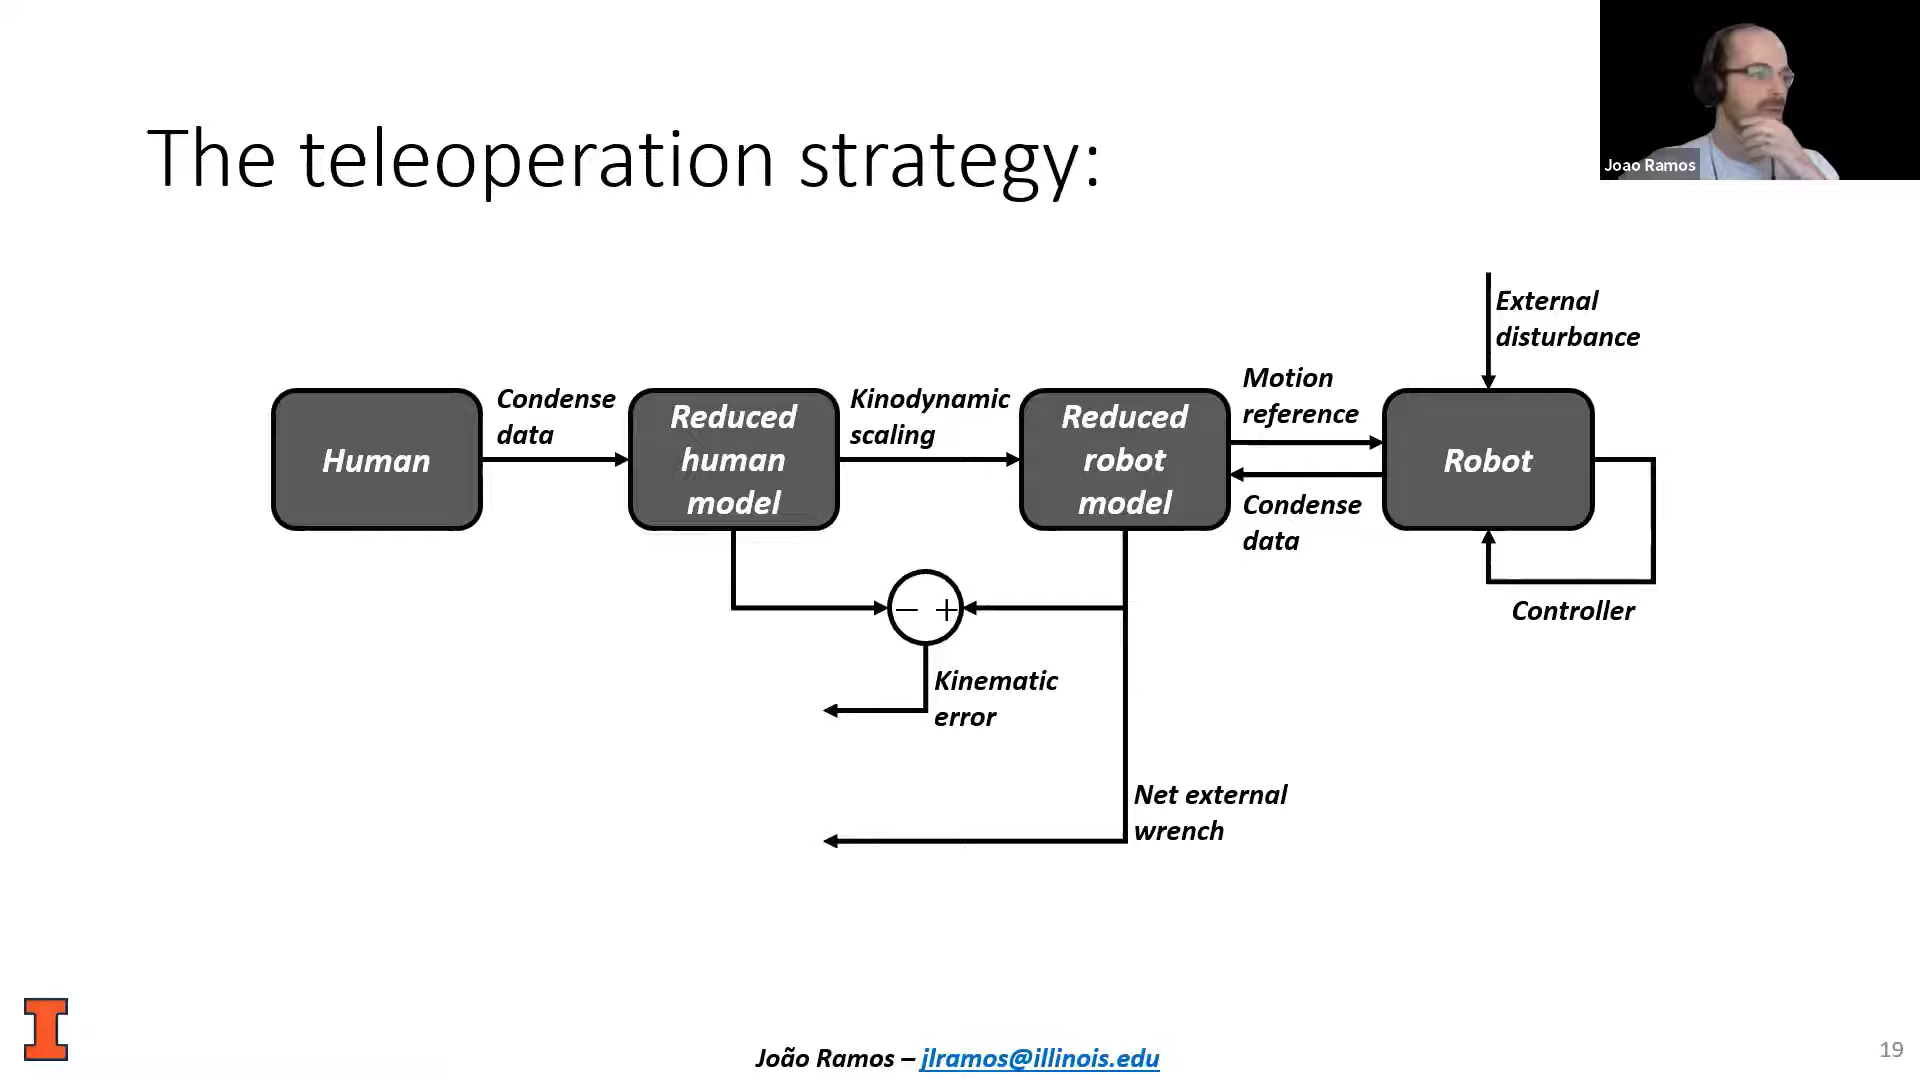 The teleoperation strategy:
Joao Ramos
External
disturbance
Human
Condense
data
Reduced
human
model
Kinodynamic
scaling
Reduced
robot
model
Motion
reference
Condense
data
Robot
Controller
− +
Kinematic
error
Net external
wrench
I
João Ramos – jlramos@illinois.edu
19